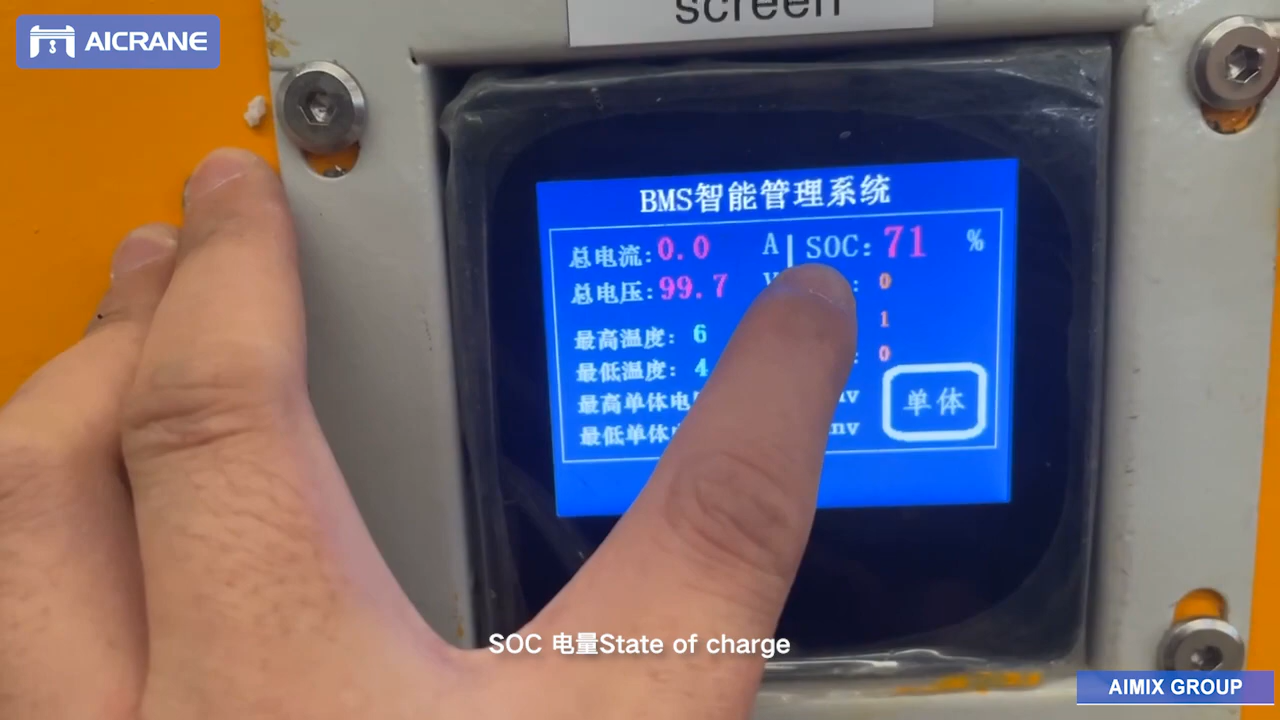 AICRANE
screen
BMS智能管理系统
总电流:0.0 A
SOC: 71 %
总电压:99.7 V
: 0
1
: 0
最高温度: 6
最低温度: 4
最高单体电
最低单体
mv
单体
SOC 电量State of charge
AIMIX GROUP